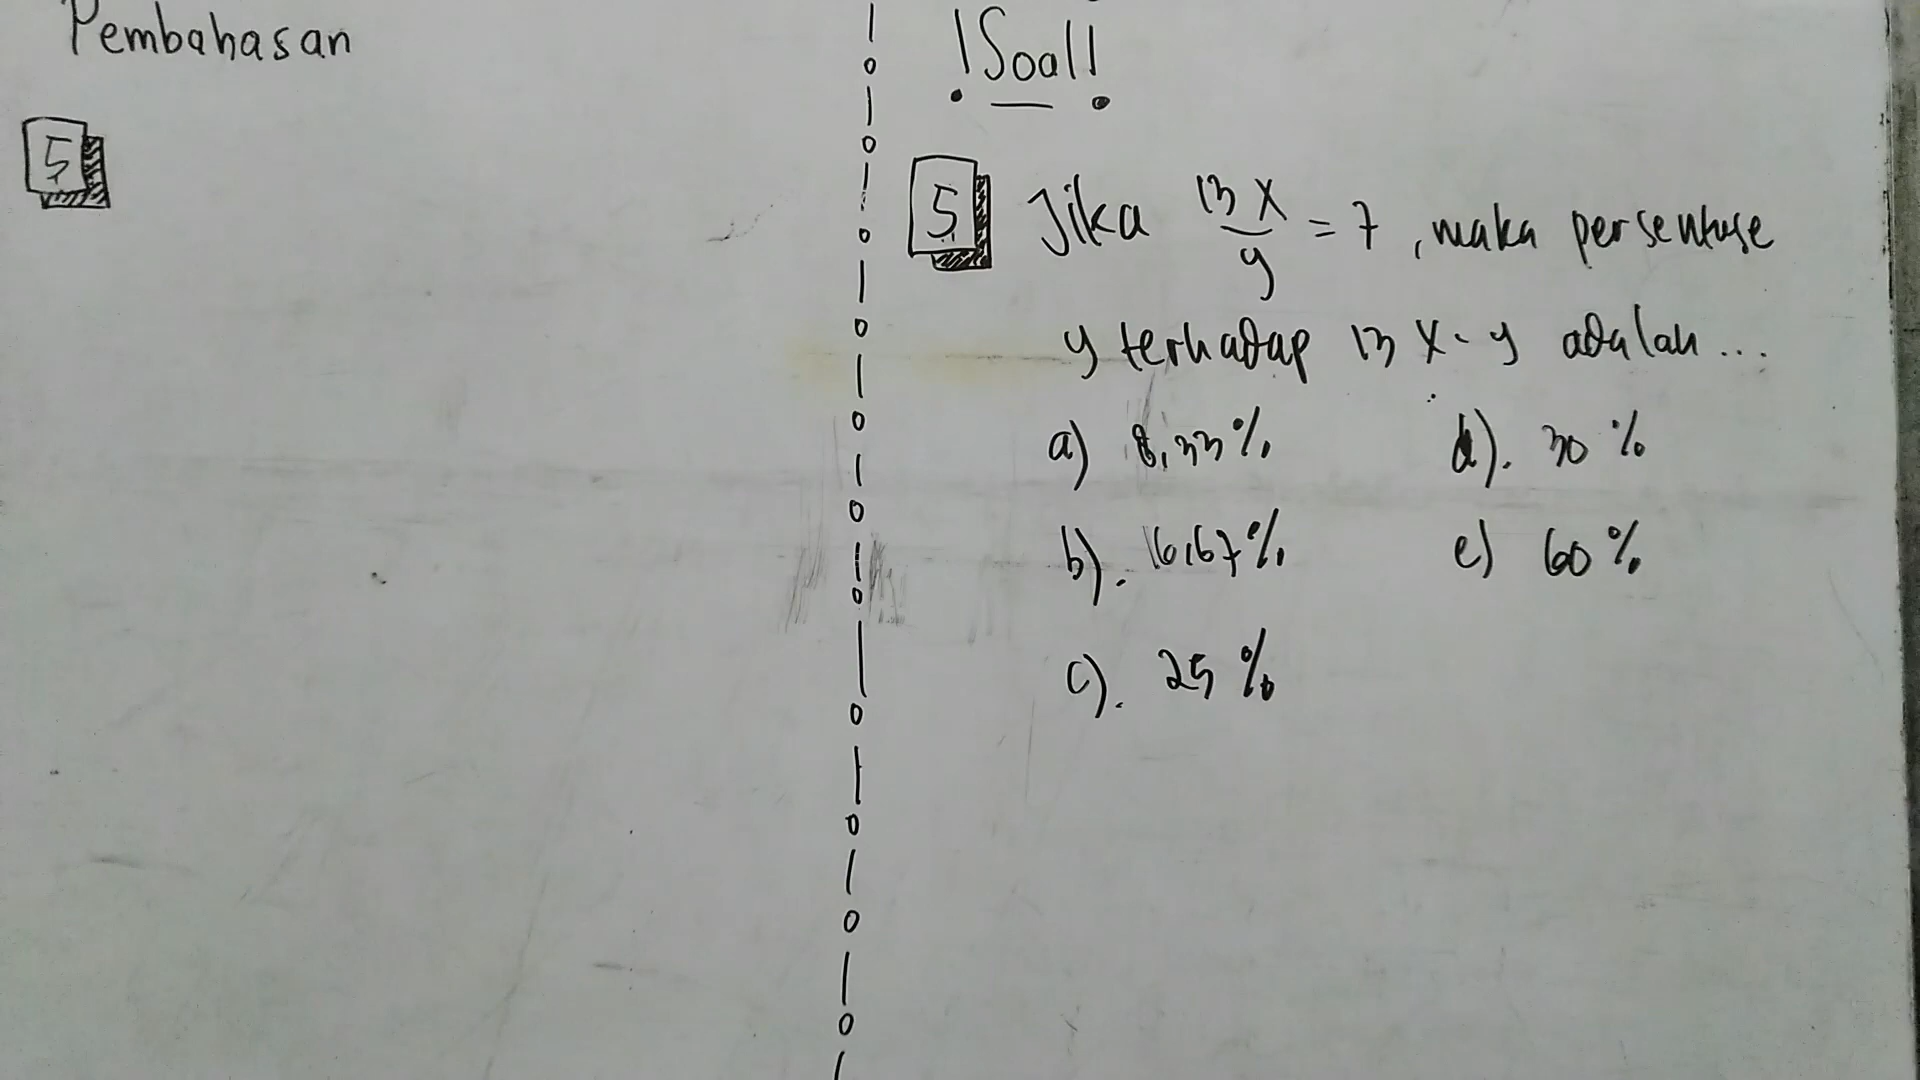 Pembahasan
5
! Soal !
5 Jika 13x/y = 7, maka persentase
y terhadap 13x-y adalah ...
a) 8,33%
b). 16,67%
c). 25%
d). 30%
e) 60%